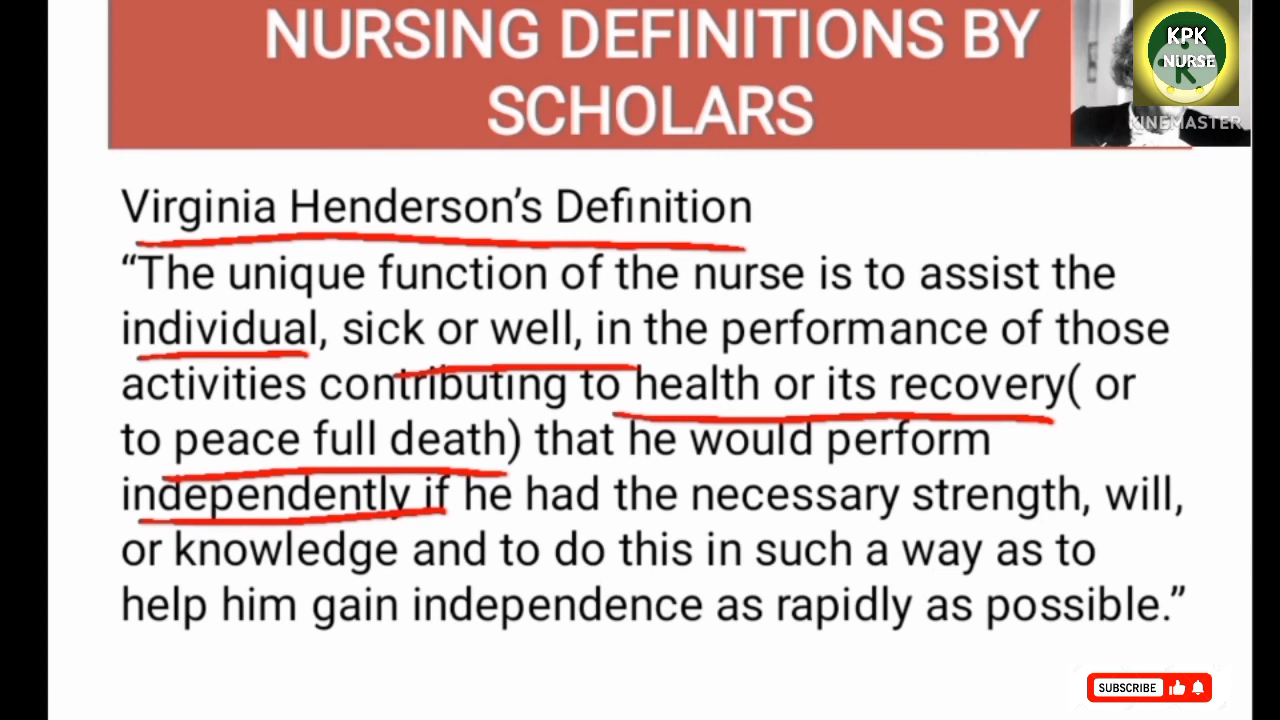 NURSING DEFINITIONS BY
SCHOLARS
KPK
NURSE
KINEMASTER
Virginia Henderson’s Definition
“The unique function of the nurse is to assist the
individual, sick or well, in the performance of those
activities contributing to health or its recovery( or
to peace full death) that he would perform
independently if he had the necessary strength, will,
or knowledge and to do this in such a way as to
help him gain independence as rapidly as possible.”
SUBSCRIBE